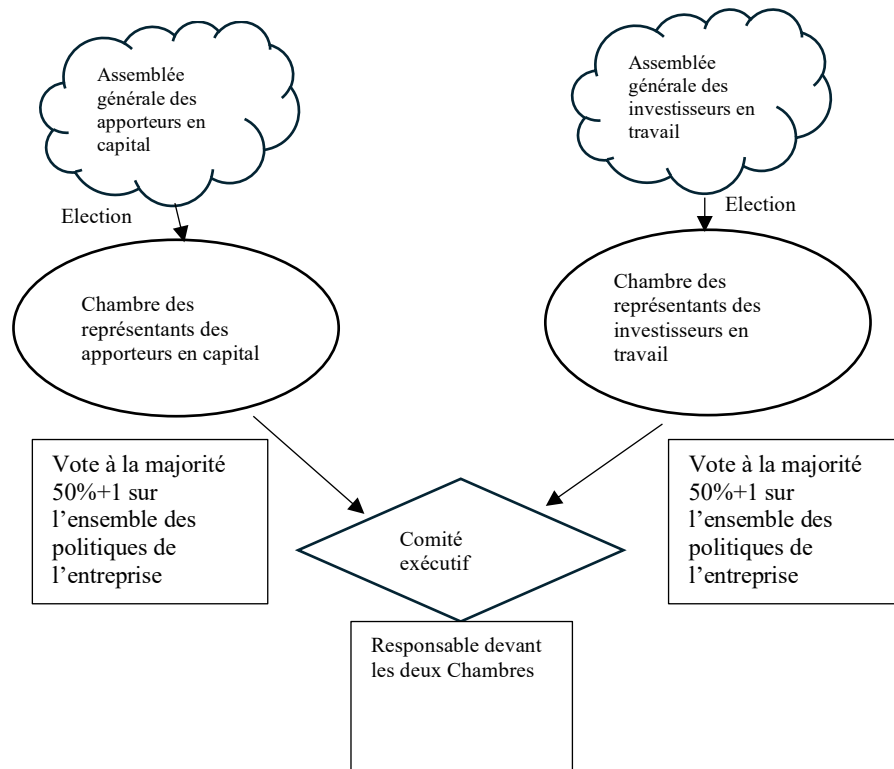 Assemblée
générale des
apporteurs en
capital
Assemblée
générale des
investisseurs en
travail
Election
Election
Chambre des
représentants des
apporteurs en capital
Chambre des
représentants des
investisseurs en
travail
Vote à la majorité
50%+1 sur
l’ensemble des
politiques de
l’entreprise
Comité
exécutif
Vote à la majorité
50%+1 sur
l’ensemble des
politiques de
l’entreprise
Responsable devant
les deux Chambres